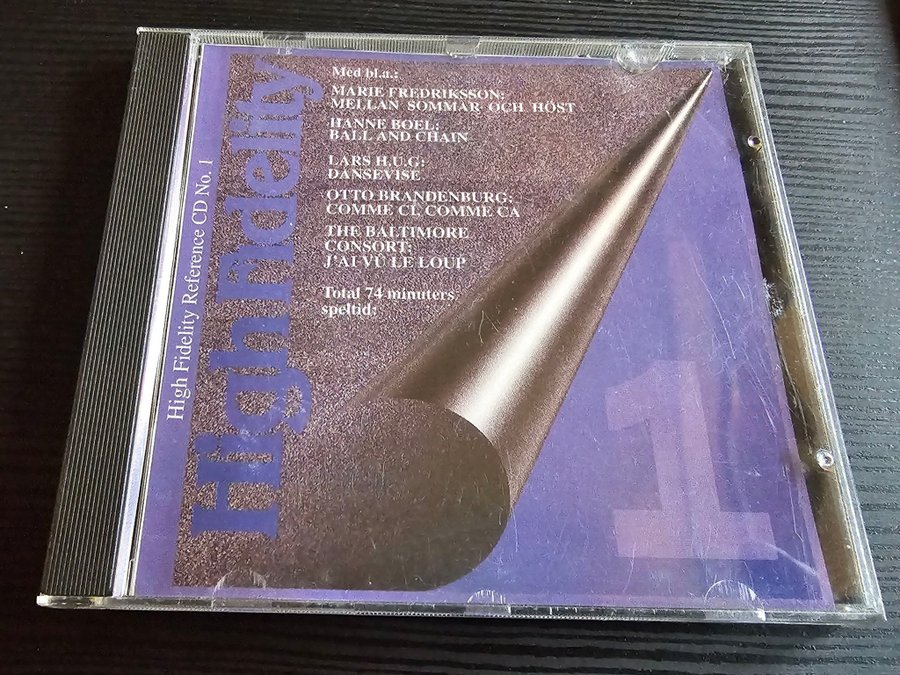 High Fidelity Reference CD No. 1
High Fidelity
Med bl.a.:
MARIE FREDRIKSSON:
MELLAN SOMMAR OCH HÖST
HANNE BOEL:
BALL AND CHAIN
LARS H.U.G:
DANSEVISE
OTTO BRANDENBURG:
COMME CI, COMME CA
THE BALTIMORE
CONSORT:
J'AI VÛ LE LOUP
Total 74 minuters
speltid:
1